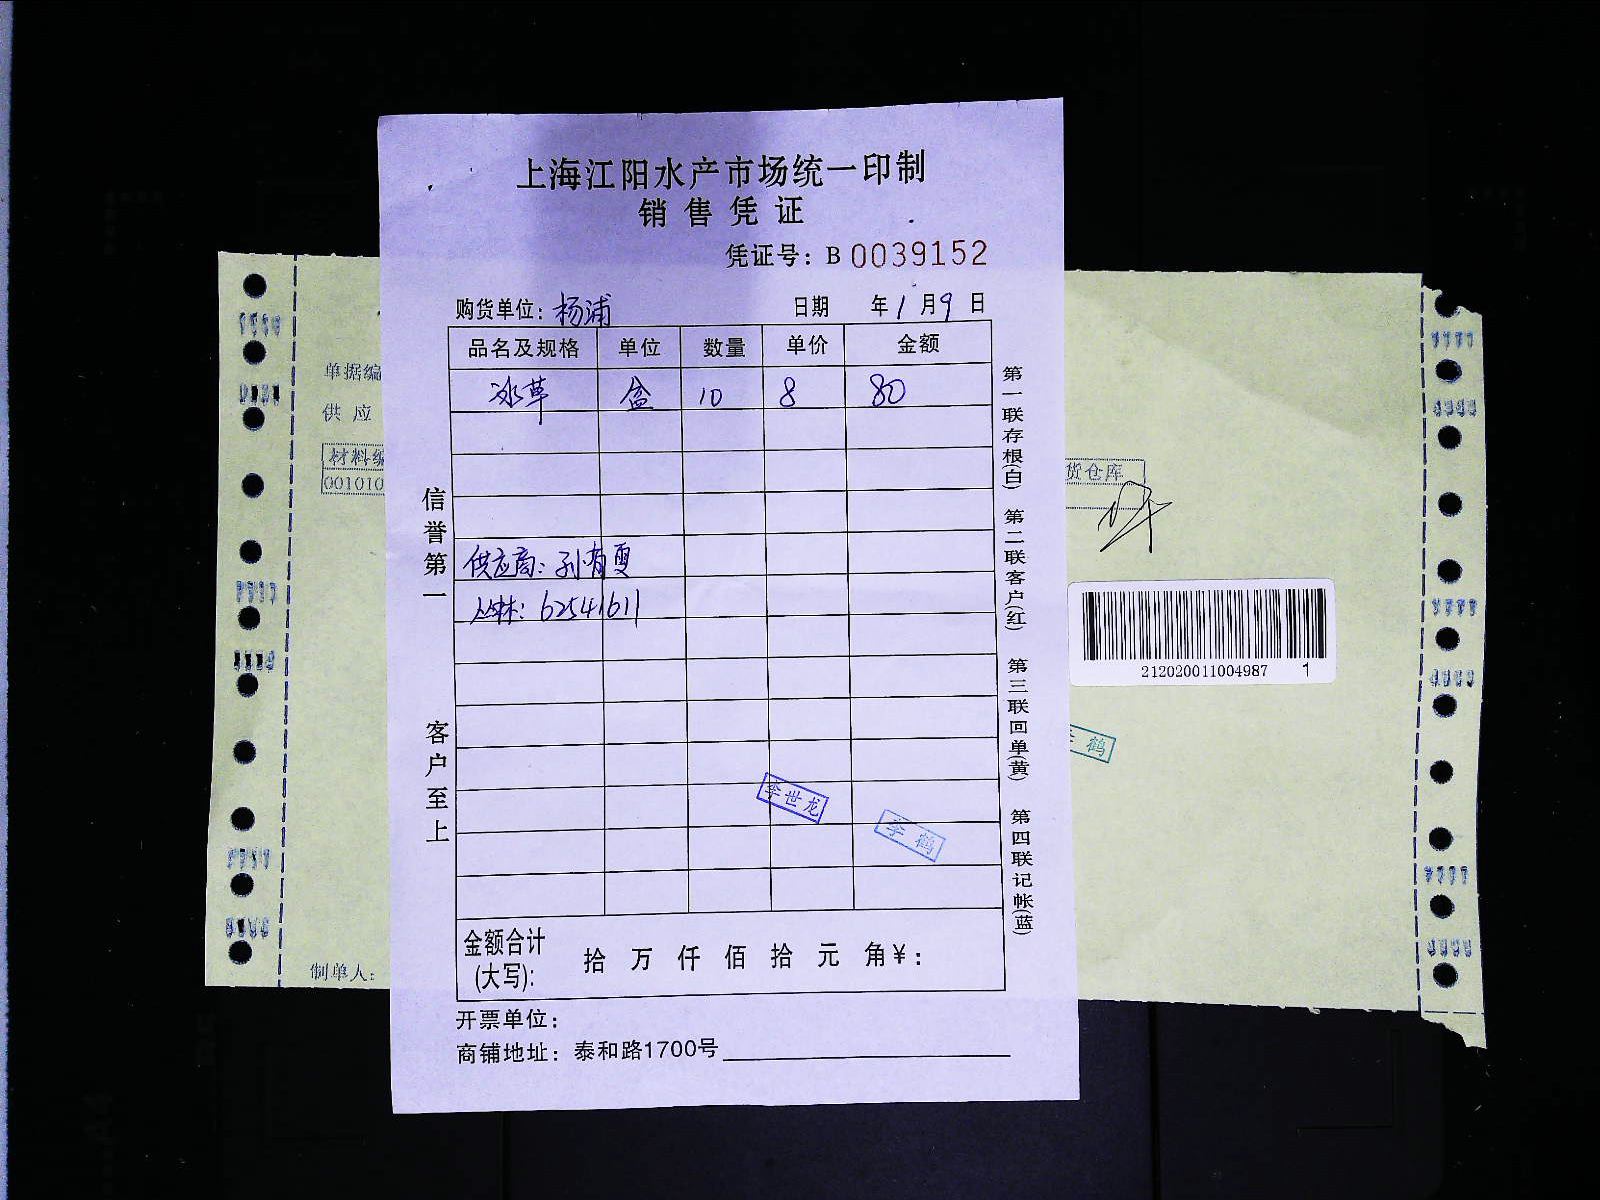 上海江阳水产市场统一印制
销售凭证
凭证号：B 0039152
购货单位：杨浦 日期 年1月9日
品名及规格 单位 数量 单价 金额
冰草 盒 10 8 80
供应商：孙有夏
丛林：62541611
信誉第一
客户至上
第一联存根(白) 第二联客户(红) 第三联回单(黄) 第四联记帐(蓝)
李世龙
李鹤
金额合计(大写)： 拾 万 仟 佰 拾 元 角￥：
开票单位：
商铺地址：泰和路1700号
单据编
供应
材料编
001010
制单人：
货仓库
212020011004987 1
鹤